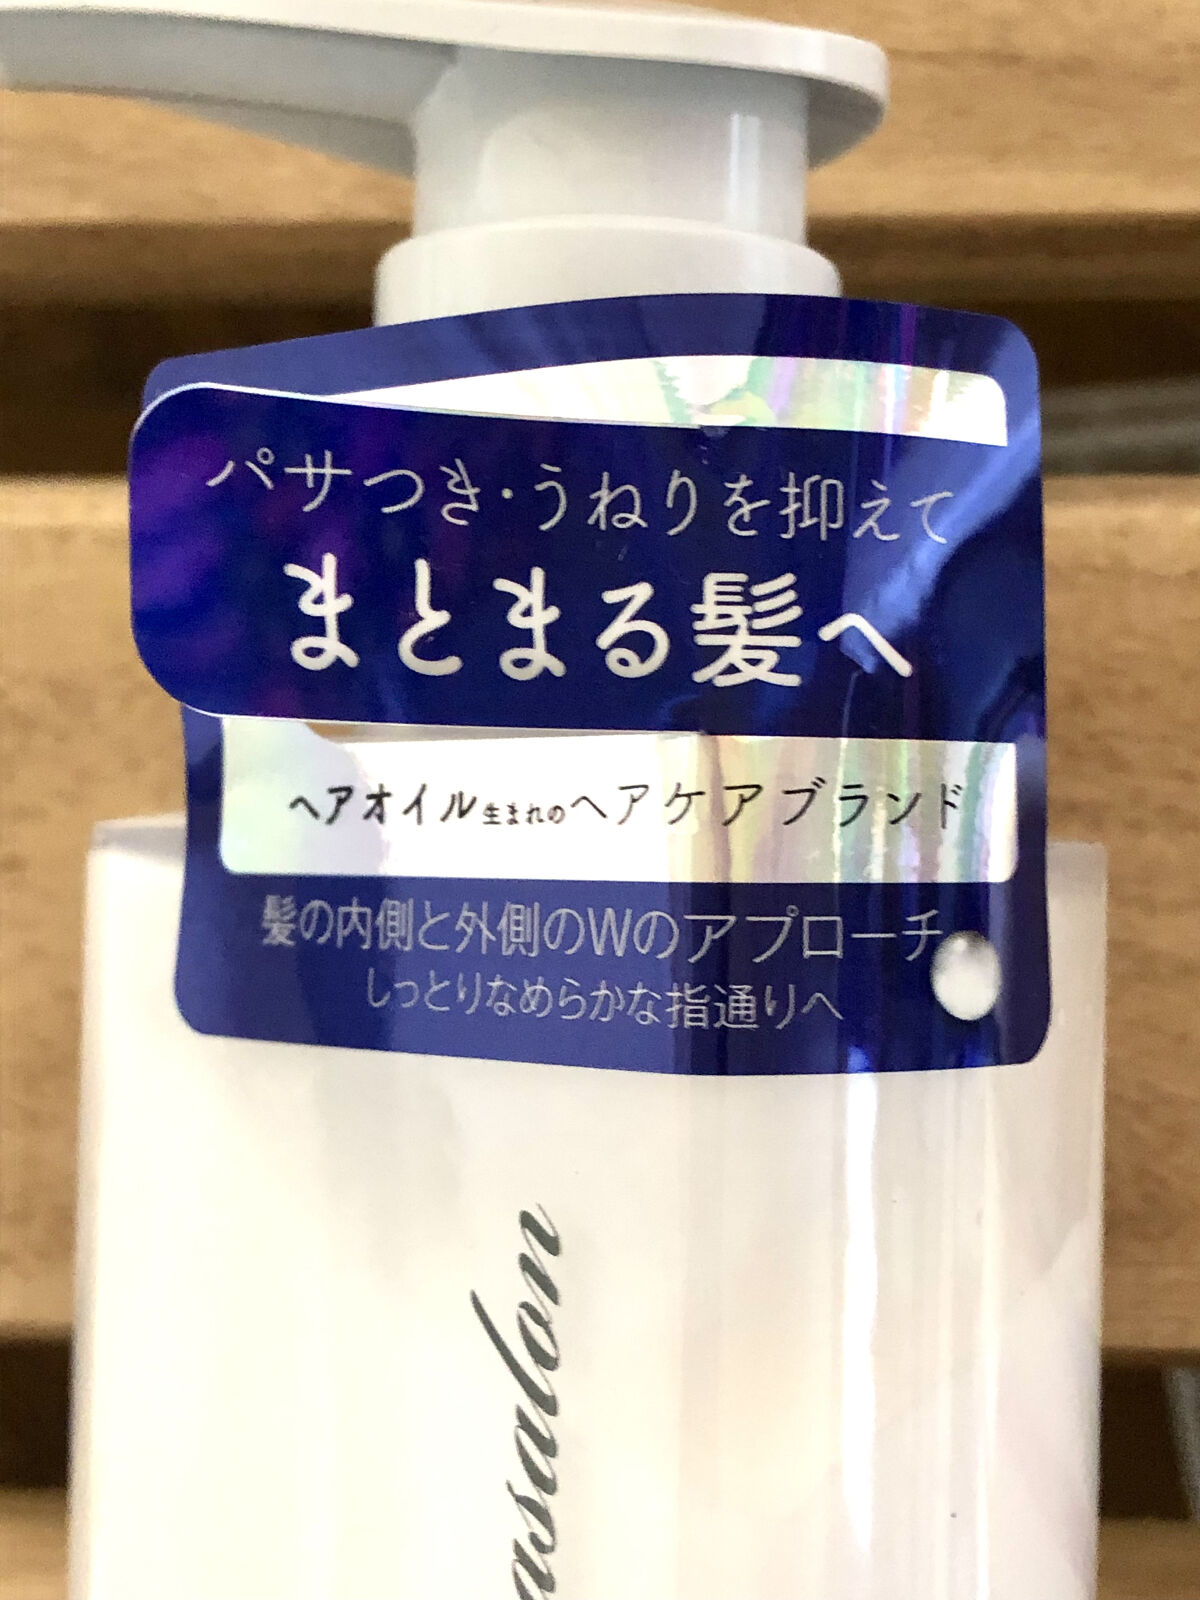 パサつき・うねりを抑えて
まとまる髪へ
ヘアオイル生まれのヘアケアブランド
髪の内側と外側のWのアプローチ
しっとりなめらかな指通りへ
asalon